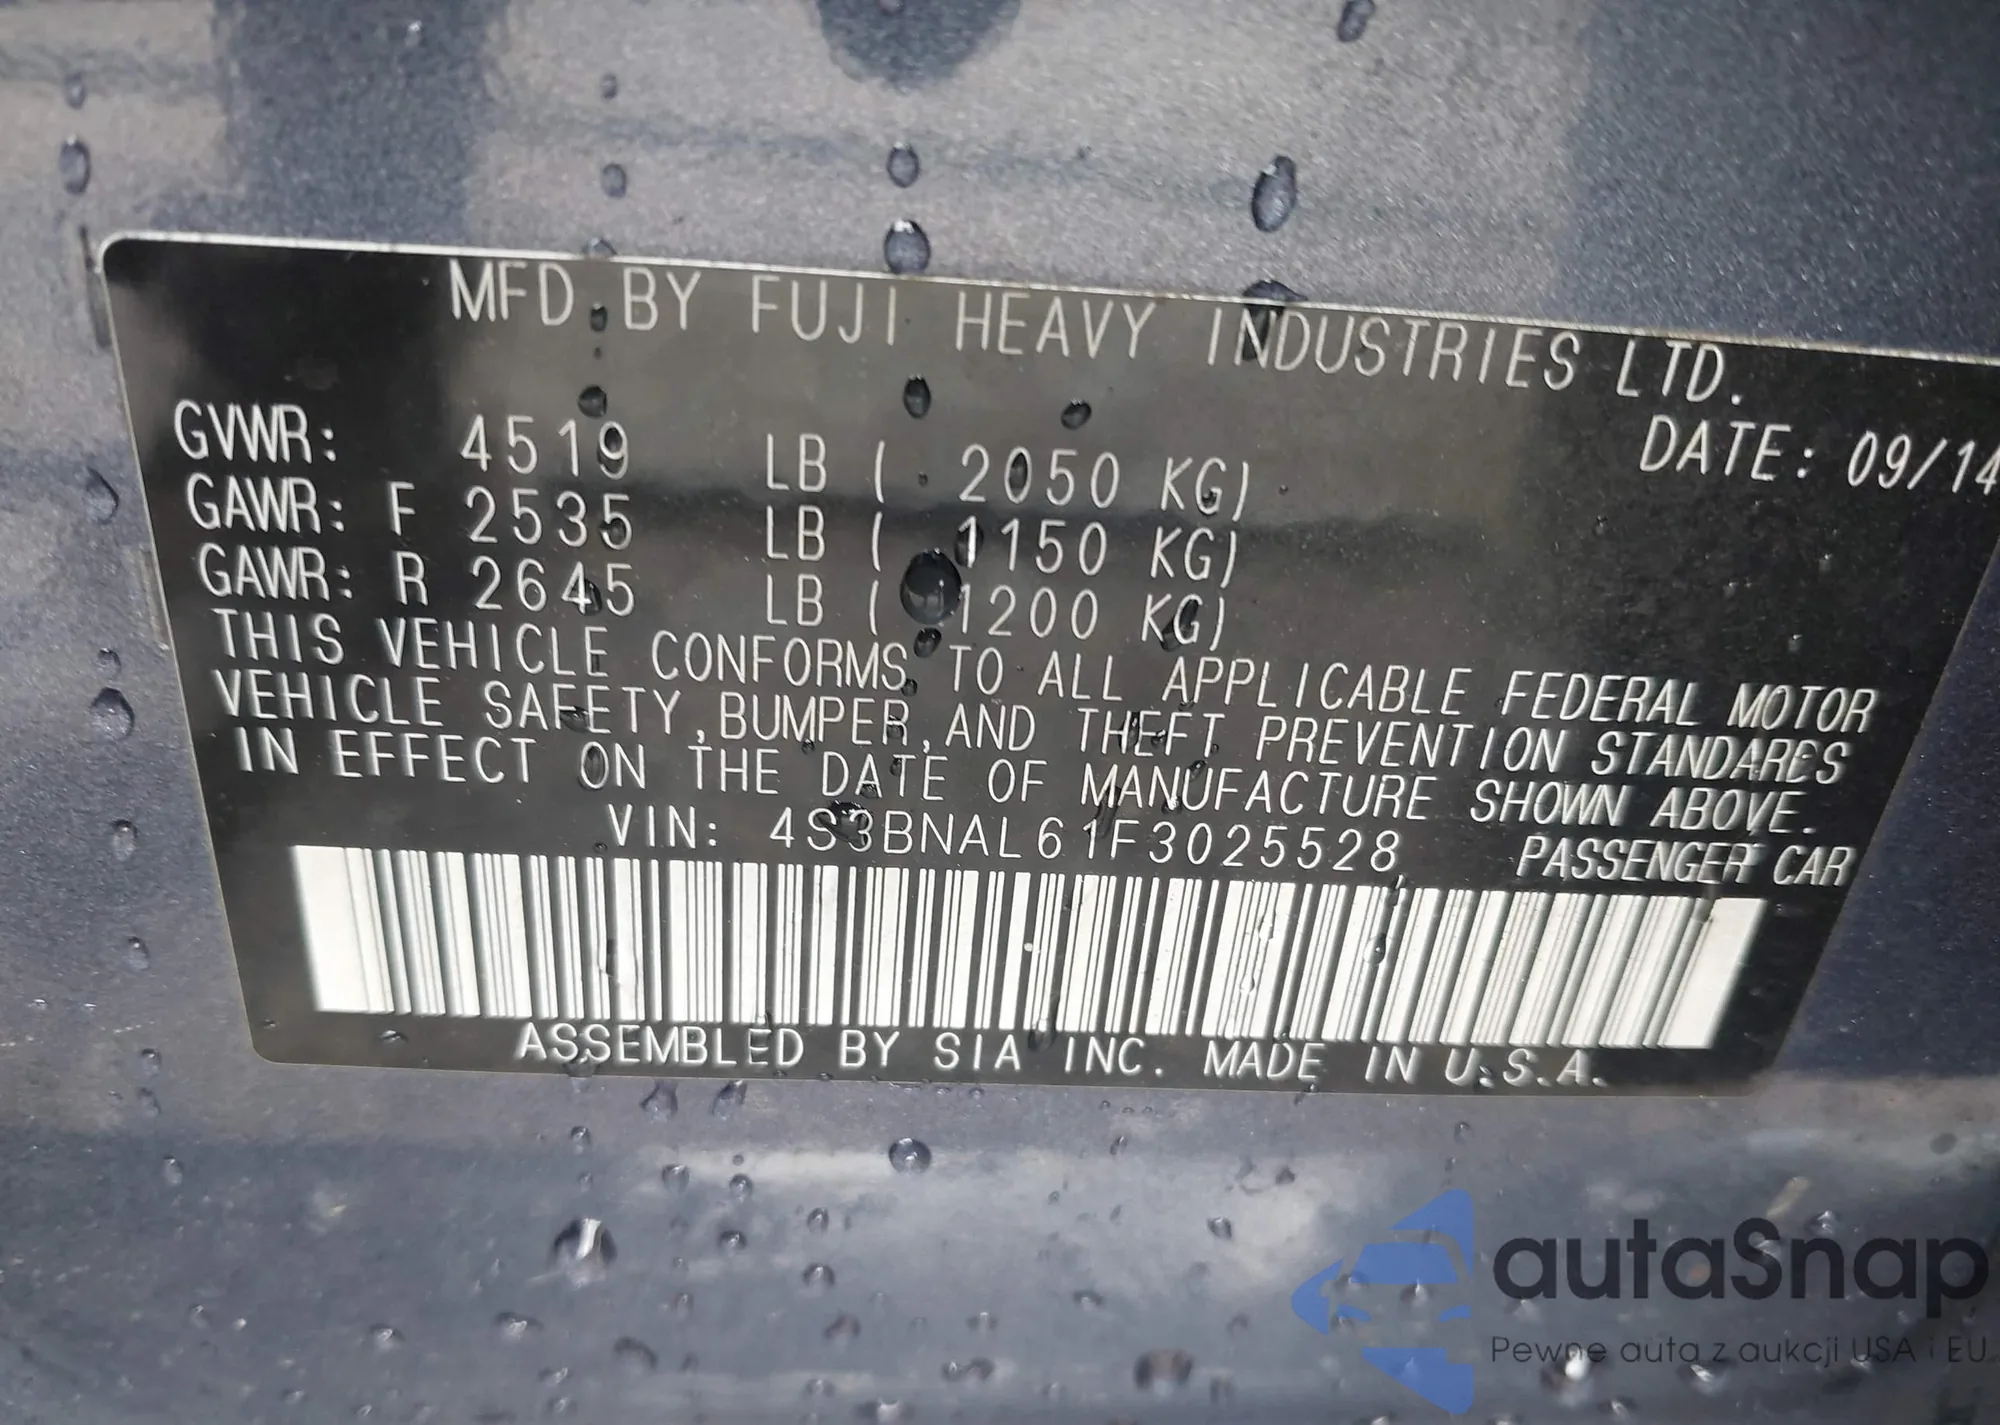 MFD.BY FUJI HEAVY INDUSTRIES LTD.
DATE: 09/14
GVWR: 4519 LB ( 2050 KG)
GAWR: F 2535 LB ( 1150 KG)
GAWR: R 2645 LB ( 1200 KG)
THIS VEHICLE CONFORMS TO ALL APPLICABLE FEDERAL MOTOR
VEHICLE SAFETY,BUMPER,AND THEFT PREVENTION STANDARDS
IN EFFECT ON THE DATE OF MANUFACTURE SHOWN ABOVE.
VIN: 4S3BNAL61F3025528 PASSENGER CAR
ASSEMBLED BY SIA INC. MADE IN U.S.A.
autaSnap
Pewne auta z aukcji USA i EU